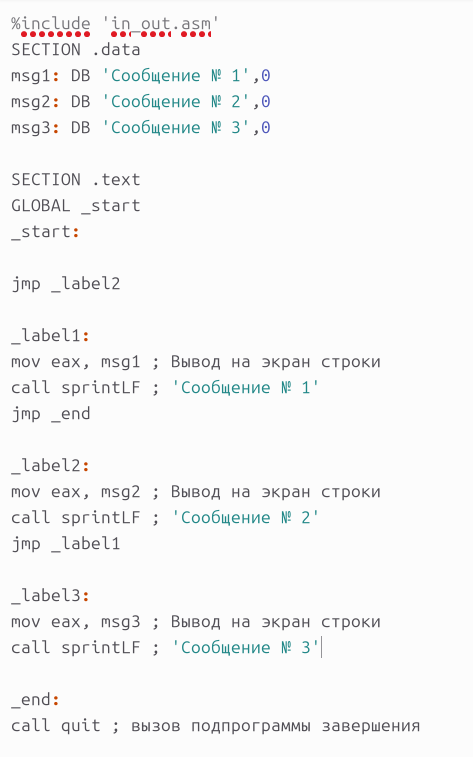 %include 'in_out.asm'
SECTION .data
msg1: DB 'Сообщение № 1',0
msg2: DB 'Сообщение № 2',0
msg3: DB 'Сообщение № 3',0
SECTION .text
GLOBAL _start
_start:
jmp _label2
_label1:
mov eax, msg1 ; Вывод на экран строки
call sprintLF ; 'Сообщение № 1'
jmp _end
_label2:
mov eax, msg2 ; Вывод на экран строки
call sprintLF ; 'Сообщение № 2'
jmp _label1
_label3:
mov eax, msg3 ; Вывод на экран строки
call sprintLF ; 'Сообщение № 3'
_end:
call quit ; вызов подпрограммы завершения